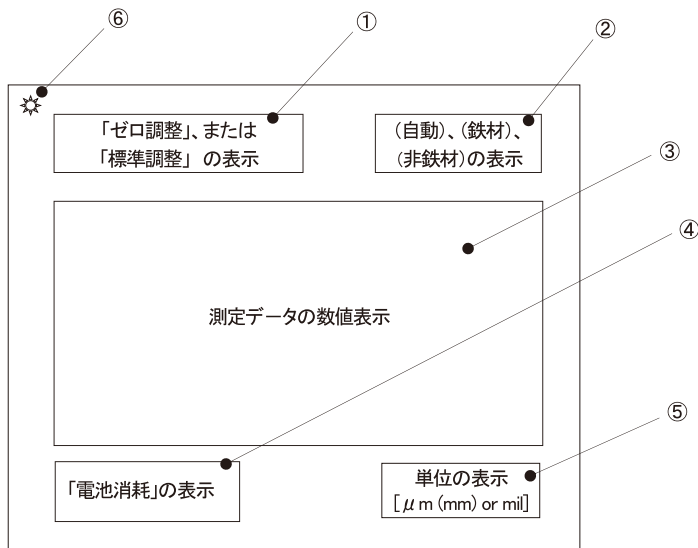 ⑥
①
②
「ゼロ調整」、または
「標準調整」 の表示
(自動)、(鉄材)、
(非鉄材)の表示
③
④
測定データの数値表示
⑤
「電池消耗」の表示
単位の表示
[μm (mm) or mil]